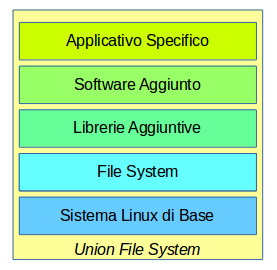 Applicativo Specifico
Software Aggiunto
Librerie Aggiuntive
File System
Sistema Linux di Base
Union File System